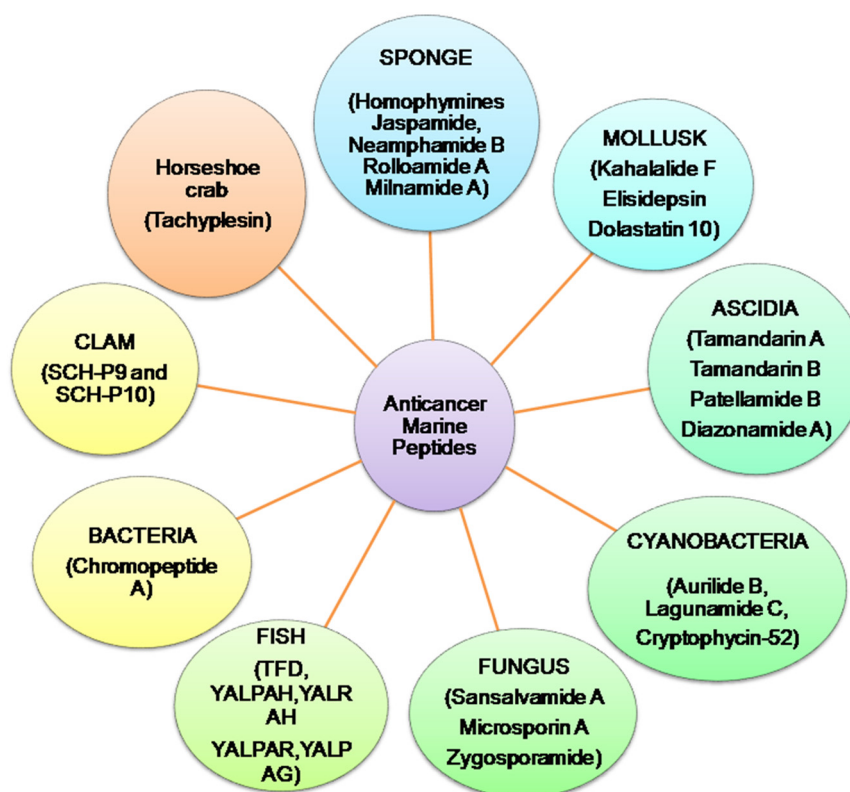 SPONGE
(Homophymines
Jaspamide,
Neamphamide B
Rolloamide A
Milnamide A)
MOLLUSK
(Kahalalide F
Elisidepsin
Dolastatin 10)
ASCIDIA
(Tamandarin A
Tamandarin B
Patellamide B
Diazonamide A)
CYANOBACTERIA
(Aurilide B,
Lagunamide C,
Cryptophycin-52)
FUNGUS
(Sansalvamide A
Microsporin A
Zygosporamide)
FISH
(TFD,
YALPAH,YALR
AH
YALPAR,YALP
AG)
BACTERIA
(Chromopeptide
A)
CLAM
(SCH-P9 and
SCH-P10)
Horseshoe
crab
(Tachyplesin)
Anticancer
Marine
Peptides